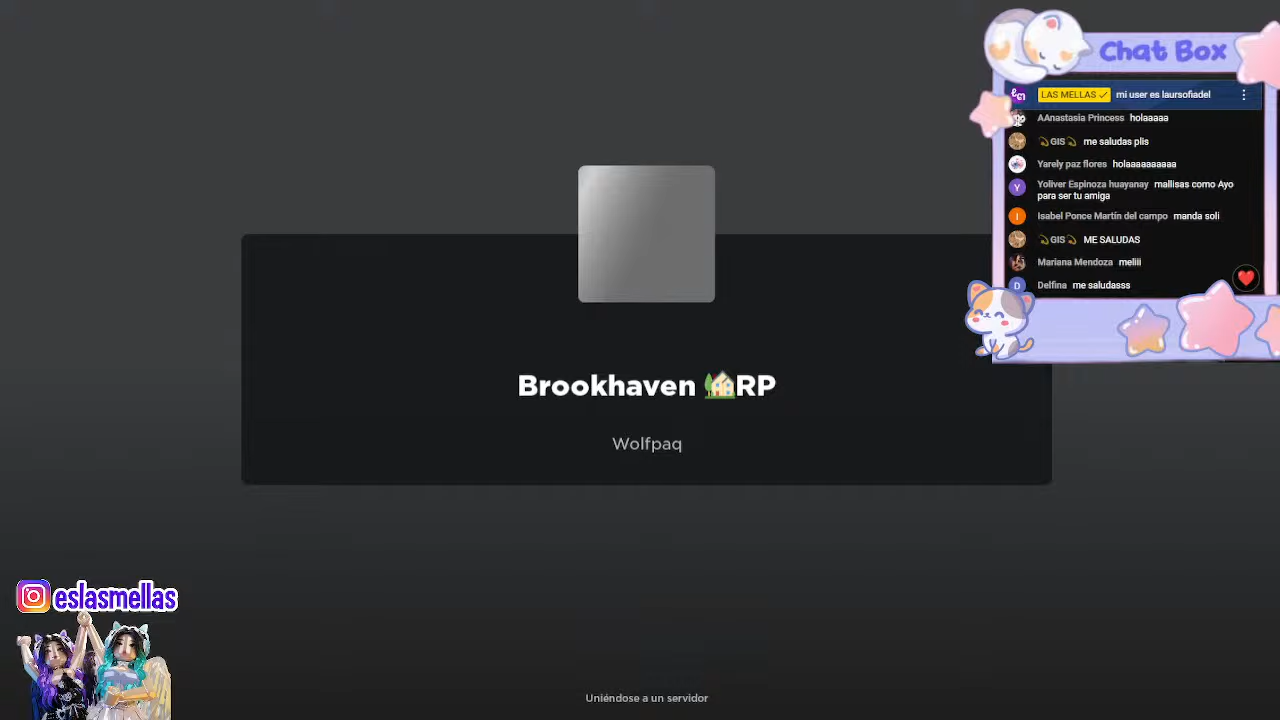 Chat Box
LAS MELLAS ✓ mi user es laursofiadel
AAnastasia Princess holaaaaa
💫GIS💫 me saludas plis
Yarely paz flores holaaaaaaaaaa
Yoliver Espinoza huayanay mallisas como Ayo
para ser tu amiga
Isabel Ponce Martín del campo manda soli
💫GIS💫 ME SALUDAS
Mariana Mendoza meliii
Delfina me saludasss
Brookhaven 🏡RP
Wolfpaq
eslasmellas
Uniéndose a un servidor